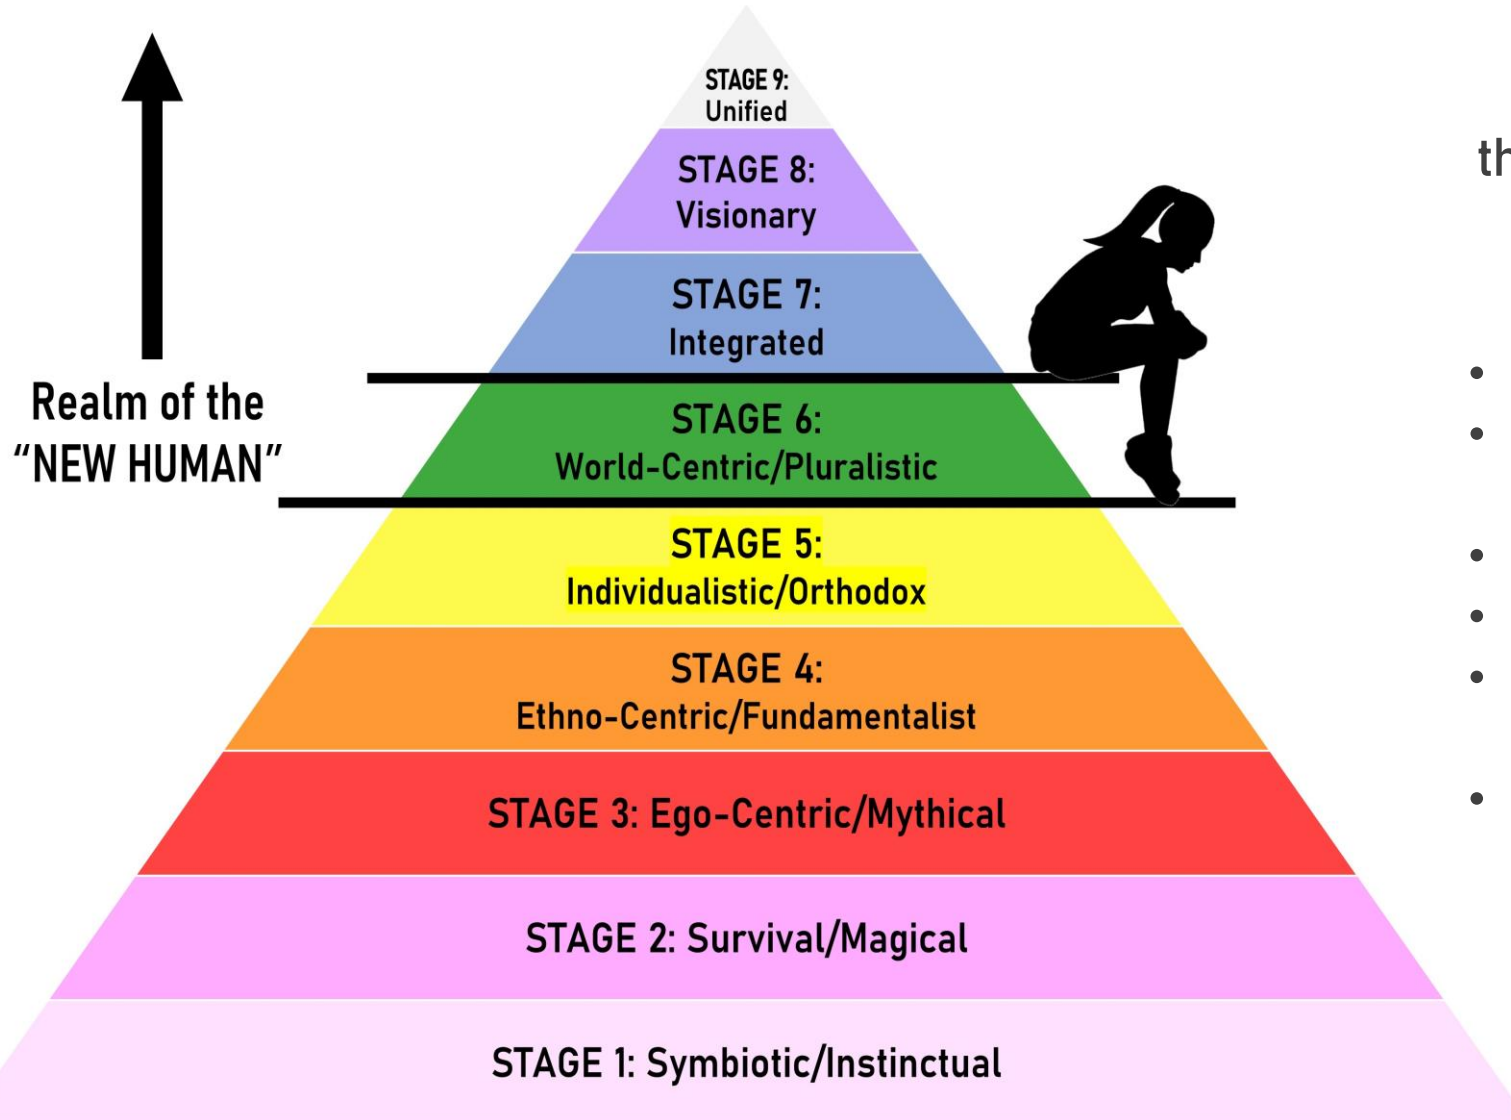 STAGE 9:
Unified
STAGE 8:
Visionary
STAGE 7:
Integrated
Realm of the
“NEW HUMAN”
STAGE 6:
World-Centric/Pluralistic
STAGE 5:
Individualistic/Orthodox
STAGE 4:
Ethno-Centric/Fundamentalist
STAGE 3: Ego-Centric/Mythical
STAGE 2: Survival/Magical
STAGE 1: Symbiotic/Instinctual